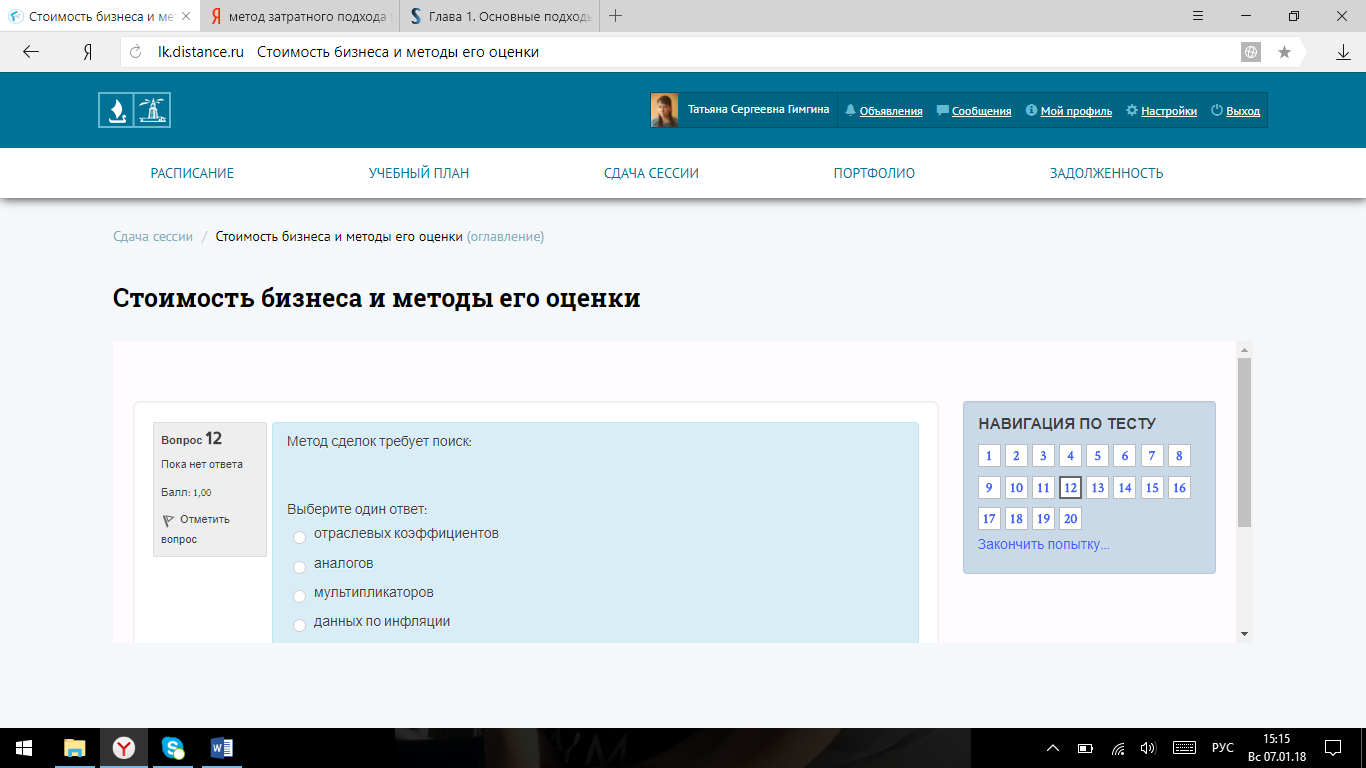 Стоимость бизнеса и ме
метод затратного подхода
Глава 1. Основные подходы
lk.distance.ru Стоимость бизнеса и методы его оценки
Татьяна Сергеевна Гимгина
Объявления
Сообщения
Мой профиль
Настройки
Выход
РАСПИСАНИЕ
УЧЕБНЫЙ ПЛАН
СДАЧА СЕССИИ
ПОРТФОЛИО
ЗАДОЛЖЕННОСТЬ
Сдача сессии / Стоимость бизнеса и методы его оценки (оглавление)
Стоимость бизнеса и методы его оценки
Вопрос 12
Пока нет ответа
Балл: 1,00
Отметить
вопрос
Метод сделок требует поиск:
Выберите один ответ:
отраслевых коэффициентов
аналогов
мультипликаторов
данных по инфляции
НАВИГАЦИЯ ПО ТЕСТУ
1 2 3 4 5 6 7 8
9 10 11 12 13 14 15 16
17 18 19 20
Закончить попытку...
РУС
15:15
Вс 07.01.18